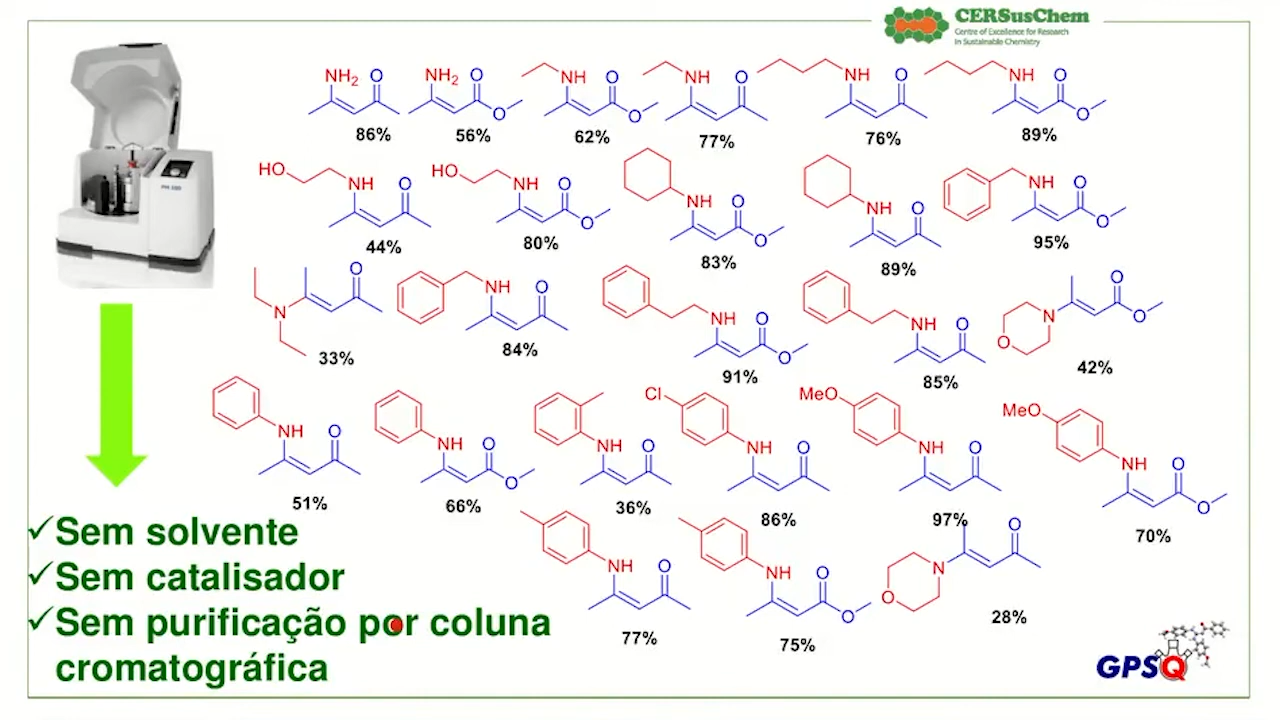 CERSusChem
Centre of Excellence for Research
in Sustainable Chemistry
NH2 O NH2 O O NH O O NH O NH O NH O O
86% 56% 62% 77% 76% 89%
HO NH O HO NH O O NH O O NH O NH O O
44% 80% 83% 89% 95%
N O NH O NH O O NH O N O O O
33% 84% 91% 85% 42%
NH O NH O O NH O Cl NH O MeO NH O MeO NH O O
51% 66% 36% 86% 97% 70%
NH O NH O O N O O
77% 75% 28%
✓Sem solvente
✓Sem catalisador
✓Sem purificação por coluna
cromatográfica
GPSQ